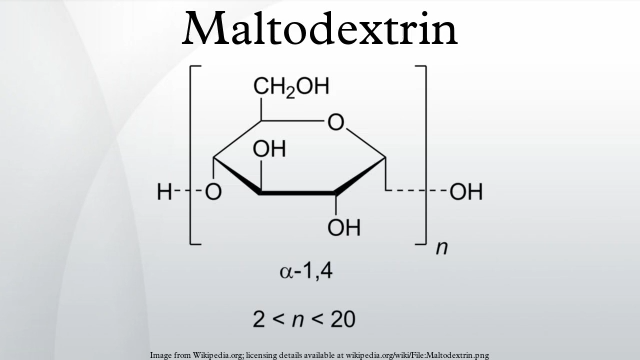 Maltodextrin
CH₂OH
O
OH
H
O
OH
OH
n
α-1,4
2 < n < 20
Image from Wikipedia.org; licensing details available at wikipedia.org/wiki/File:Maltodextrin.png